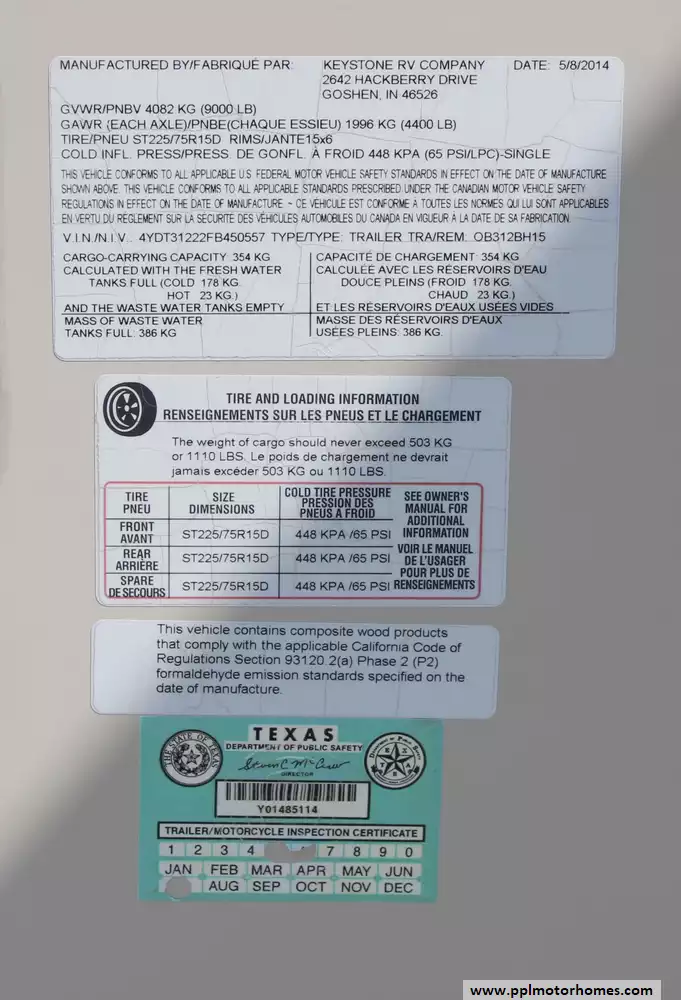 MANUFACTURED BY/FABRIQUÉ PAR: KEYSTONE RV COMPANY DATE: 5/8/2014
2642 HACKBERRY DRIVE
GOSHEN, IN 46526
GVWR/PNBV 4082 KG (9000 LB)
GAWR (EACH AXLE)/PNBE(CHAQUE ESSIEU) 1996 KG (4400 LB)
TIRE/PNEU ST225/75R15D RIMS/JANTE15x6
COLD INFL. PRESS/PRESS. DE GONFL. À FROID 448 KPA (65 PSI/LPC)-SINGLE
THIS VEHICLE CONFORMS TO ALL APPLICABLE U.S. FEDERAL MOTOR VEHICLE SAFETY STANDARDS IN EFFECT ON THE DATE OF MANUFACTURE
SHOWN ABOVE. THIS VEHICLE CONFORMS TO ALL APPLICABLE STANDARDS PRESCRIBED UNDER THE CANADIAN MOTOR VEHICLE SAFETY
REGULATIONS IN EFFECT ON THE DATE OF MANUFACTURE - CE VÉHICULE EST CONFORME À TOUTES LES NORMES QUI LUI SONT APPLICABLES
EN VERTU DU RÈGLEMENT SUR LA SÉCURITÉ DES VÉHICULES AUTOMOBILES DU CANADA EN VIGUEUR À LA DATE DE SA FABRICATION.
V.I.N./N.I.V.: 4YDT31222FB450557 TYPE/TYPE: TRAILER TRA/REM: OB312BH15
CARGO-CARRYING CAPACITY: 354 KG
CALCULATED WITH THE FRESH WATER
TANKS FULL (COLD 178 KG.
HOT 23 KG.)
AND THE WASTE WATER TANKS EMPTY
MASS OF WASTE WATER
TANKS FULL: 386 KG
CAPACITÉ DE CHARGEMENT: 354 KG
CALCULÉE AVEC LES RÉSERVOIRS D'EAU
DOUCE PLEINS (FROID 178 KG.
CHAUD 23 KG.)
ET LES RÉSERVOIRS D'EAUX USÉES VIDES
MASSE DES RÉSERVOIRS D'EAUX
USÉES PLEINS: 386 KG.
TIRE AND LOADING INFORMATION
RENSEIGNEMENTS SUR LES PNEUS ET LE CHARGEMENT
The weight of cargo should never exceed 503 KG
or 1110 LBS. Le poids de chargement ne devrait
jamais excéder 503 KG ou 1110 LBS.
TIRE
PNEU
SIZE
DIMENSIONS
COLD TIRE PRESSURE
PRESSION DES
PNEUS A FROID
SEE OWNER'S
MANUAL FOR
ADDITIONAL
INFORMATION
VOIR LE MANUEL
DE L'USAGER
POUR PLUS DE
RENSEIGNEMENTS
FRONT
AVANT
ST225/75R15D 448 KPA /65 PSI
REAR
ARRIÈRE
ST225/75R15D 448 KPA /65 PSI
SPARE
DE SECOURS
ST225/75R15D 448 KPA /65 PSI
This vehicle contains composite wood products
that comply with the applicable California Code of
Regulations Section 93120.2(a) Phase 2 (P2)
formaldehyde emission standards specified on the
date of manufacture.
TEXAS
DEPARTMENT OF PUBLIC SAFETY
THE STATE OF TEXAS
Steven C McCraw
DIRECTOR
TEXAS
Y01485114
TRAILER/MOTORCYCLE INSPECTION CERTIFICATE
1 2 3 4 7 8 9 0
JAN FEB MAR APR MAY JUN
AUG SEP OCT NOV DEC
www.pplmotorhomes.com